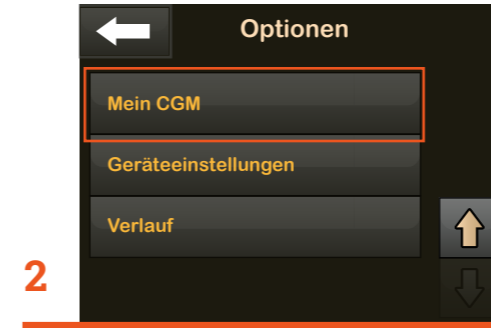 Optionen
Mein CGM
Geräteeinstellungen
Verlauf
2